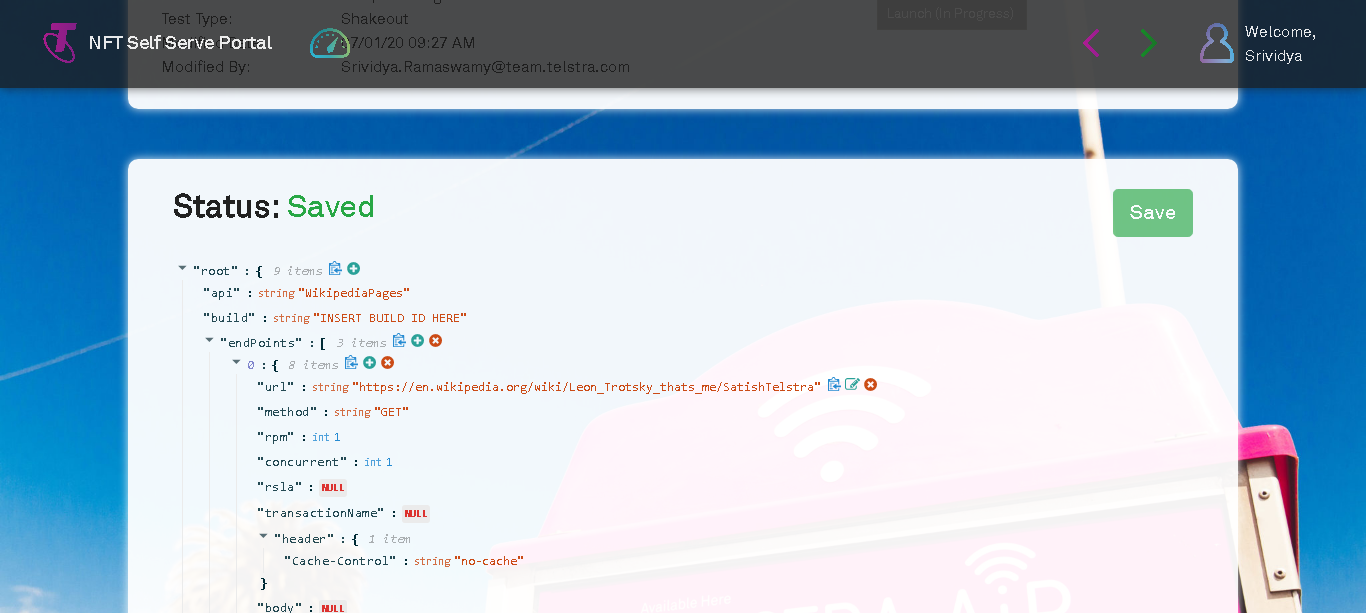 Test Type: Shakeout
Launch (In Progress)
NFT Self Serve Portal
7/01/20 09:27 AM
Welcome,
Srividya
Modified By: Srividya.Ramaswamy@team.telstra.com
Status: Saved
Save
"root" : { 9 items
"api" : string "WikipediaPages"
"build" : string "INSERT BUILD ID HERE"
"endPoints" : [ 3 items
0 : { 8 items
"url" : string "https://en.wikipedia.org/wiki/Leon_Trotsky_thats_me/SatishTelstra"
"method" : string "GET"
"rpm" : int 1
"concurrent" : int 1
"rsla" : NULL
"transactionName" : NULL
"header" : { 1 item
"Cache-Control" : string "no-cache"
}
"body" : NULL
Available Here
AiR